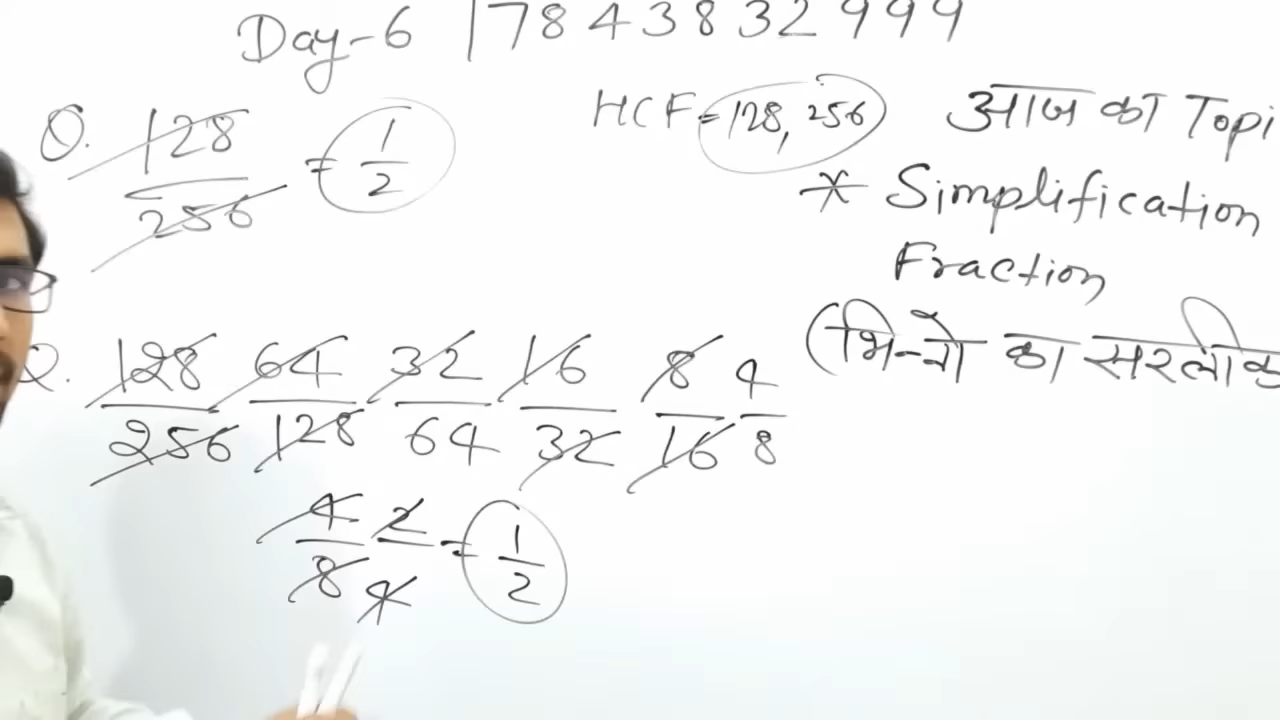 Day-6 17843832999
Q. 128/256 = 1/2
HCF = 128, 256
आज का Topi
* Simplification
Fraction
(भिन्नो का सरलीक
Q. 128/256 64/128 32/64 16/32 8/16 4/8
4/8 2/4 = 1/2